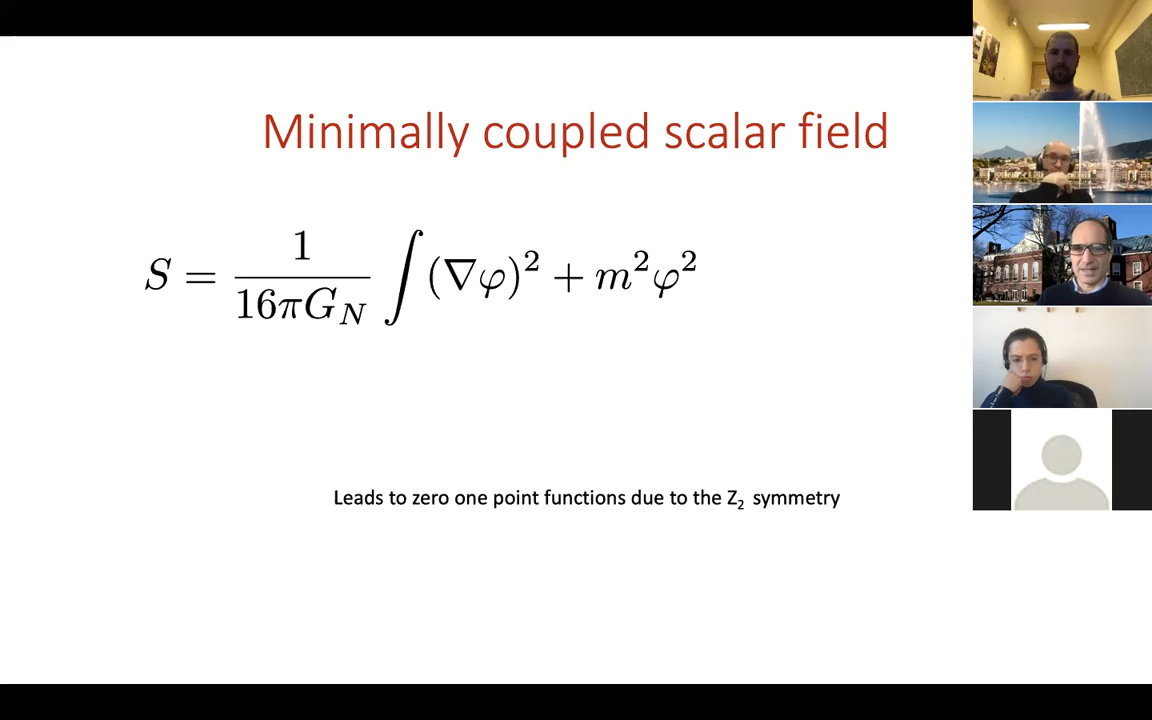 Minimally coupled scalar field
S = \frac{1}{16\pi G_N} \int (\nabla\varphi)^2 + m^2\varphi^2
Leads to zero one point functions due to the Z₂ symmetry